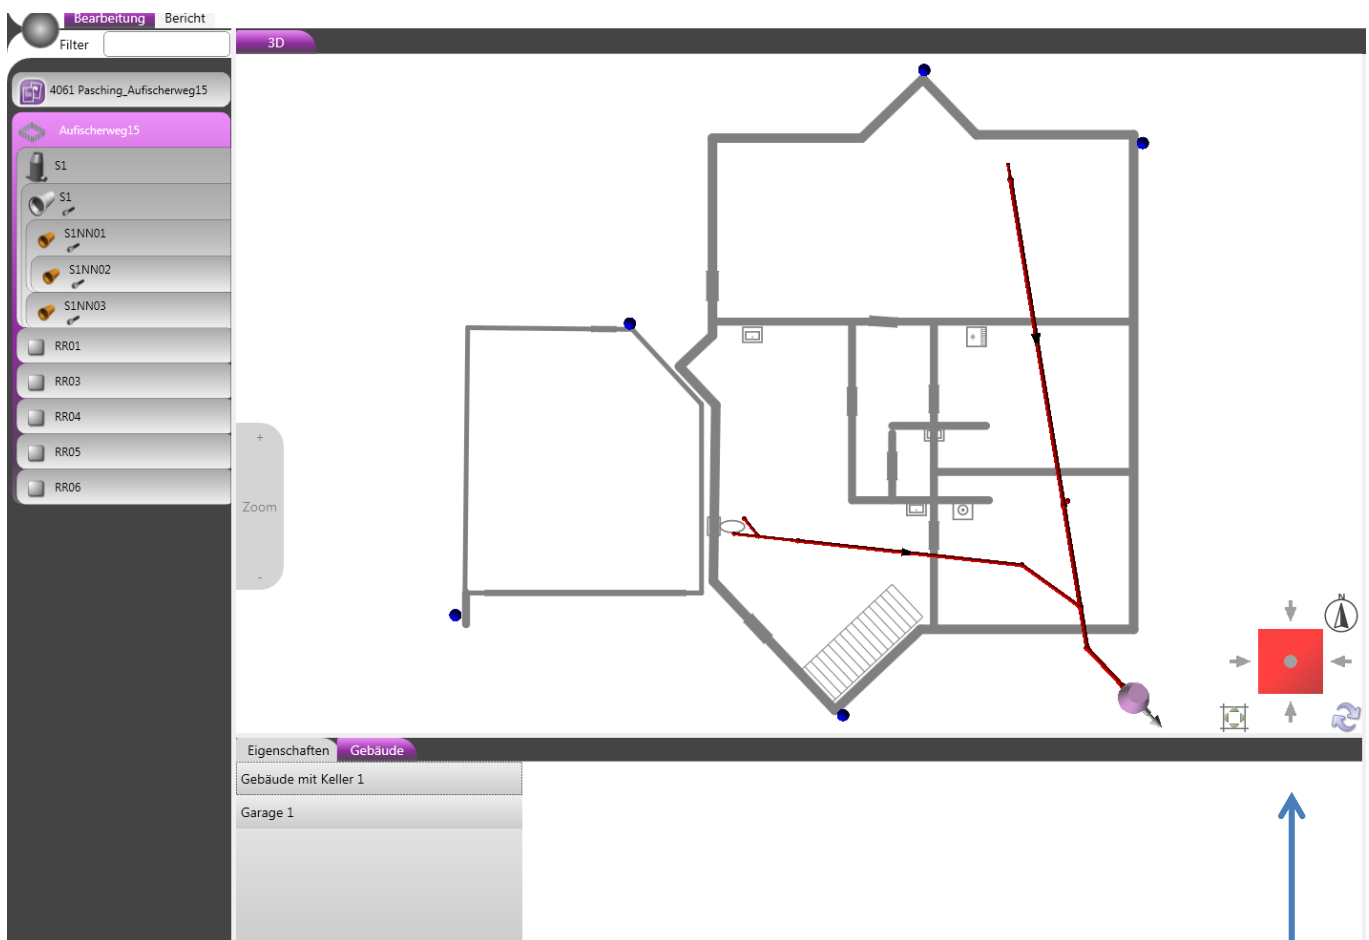 Bearbeitung Bericht
Filter
3D
4061 Pasching_Aufischerweg15
Aufischerweg15
S1
S1
S1NN01
S1NN02
S1NN03
RR01
RR03
RR04
RR05
RR06
+
Zoom
-
N
Eigenschaften Gebäude
Gebäude mit Keller 1
Garage 1